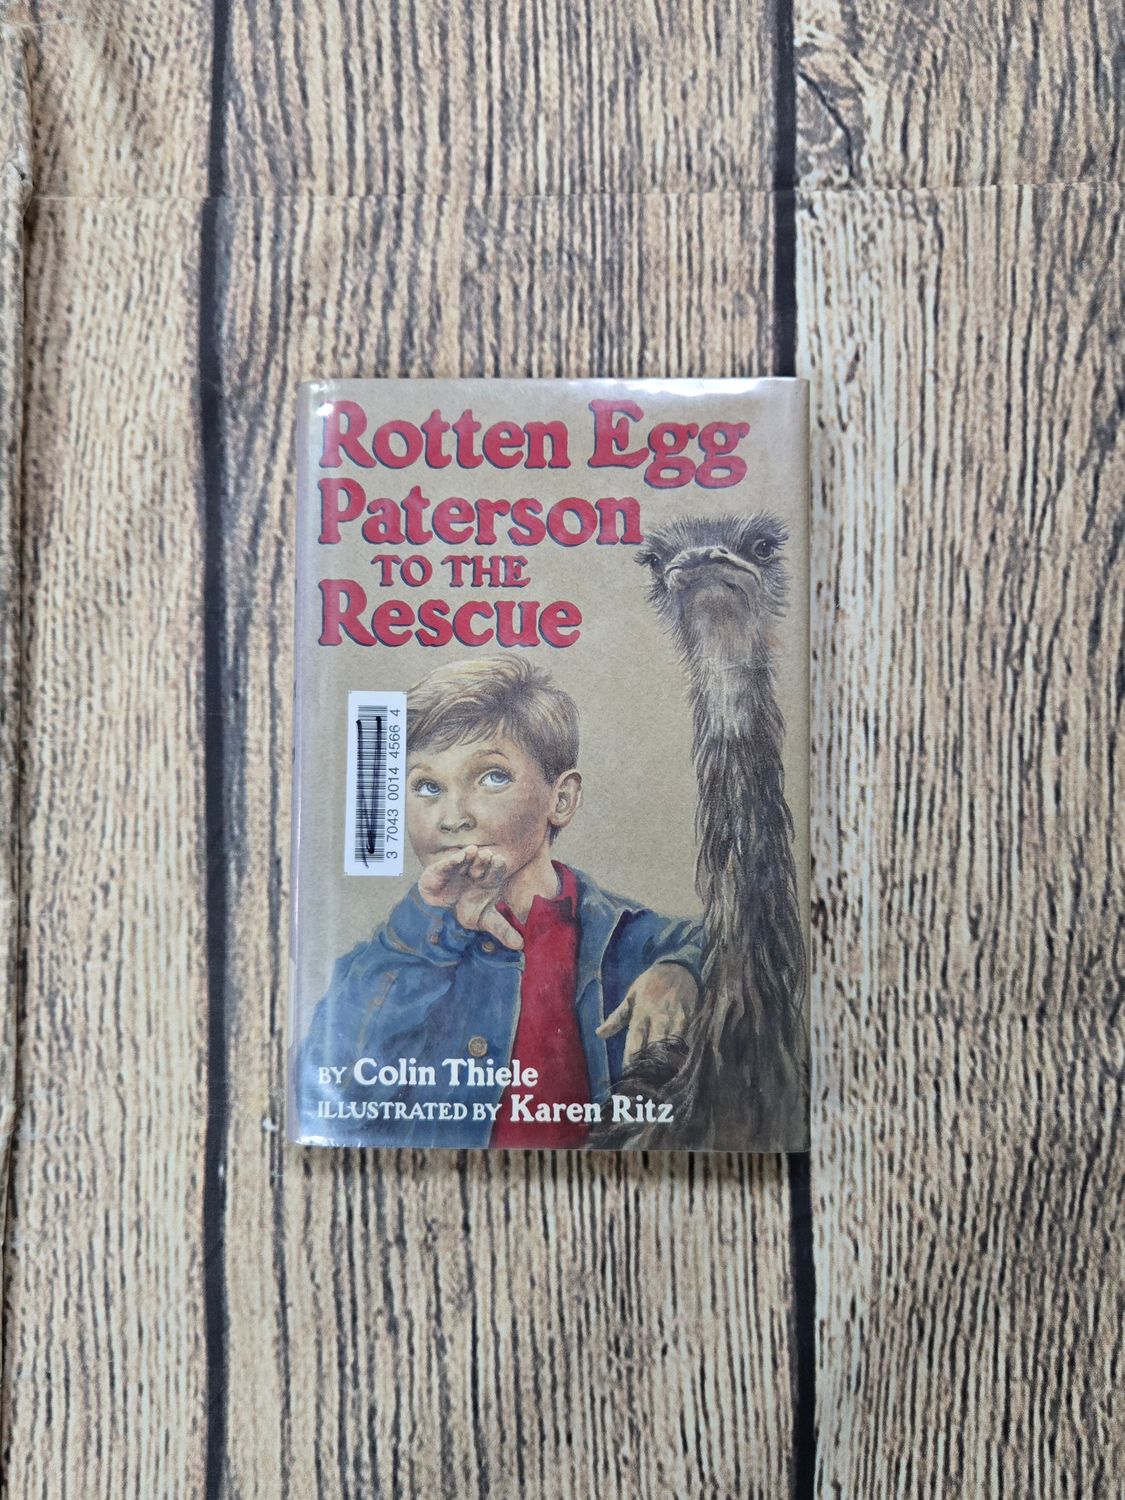 Rotten Egg
Paterson
TO THE
Rescue
3 7043 0014 4566 4
BY Colin Thiele
ILLUSTRATED BY Karen Ritz